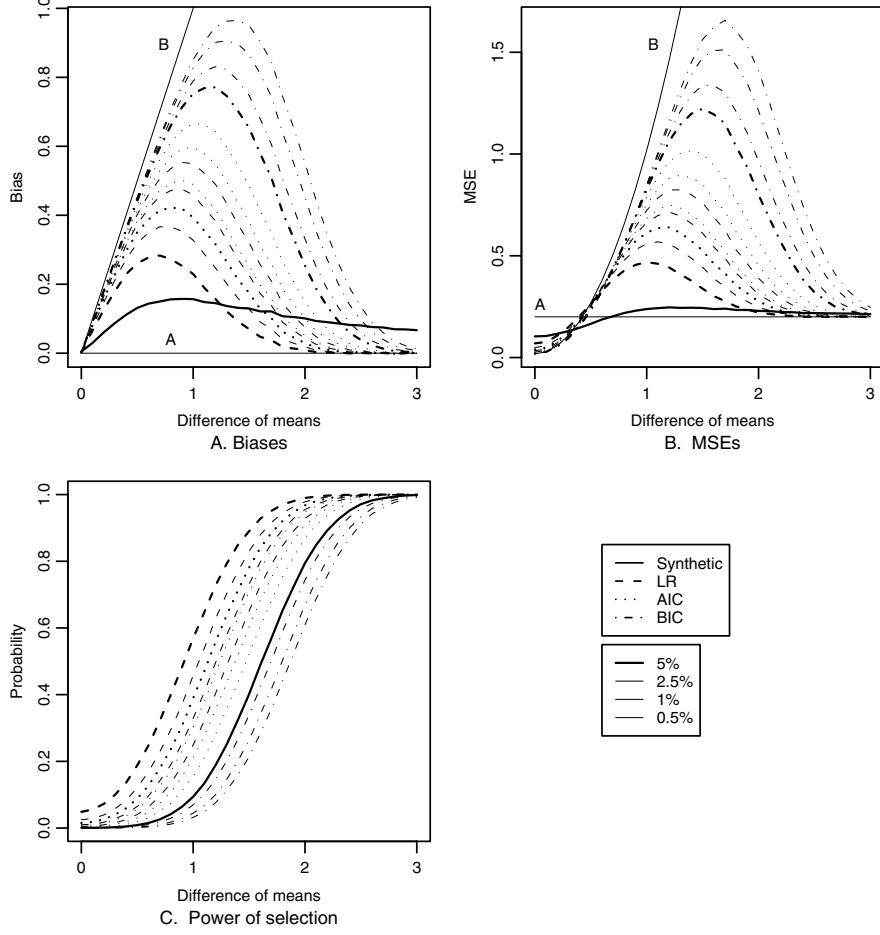 1.0
0.8
0.6
0.4
0.2
0.0
Bias
B
A
0
1
2
3
Difference of means
A. Biases
1.5
1.0
0.5
0.0
MSE
B
A
0
1
2
3
Difference of means
B. MSEs
1.0
0.8
0.6
0.4
0.2
0.0
Probability
0
1
2
3
Difference of means
C. Power of selection
Synthetic
LR
AIC
BIC
5%
2.5%
1%
0.5%